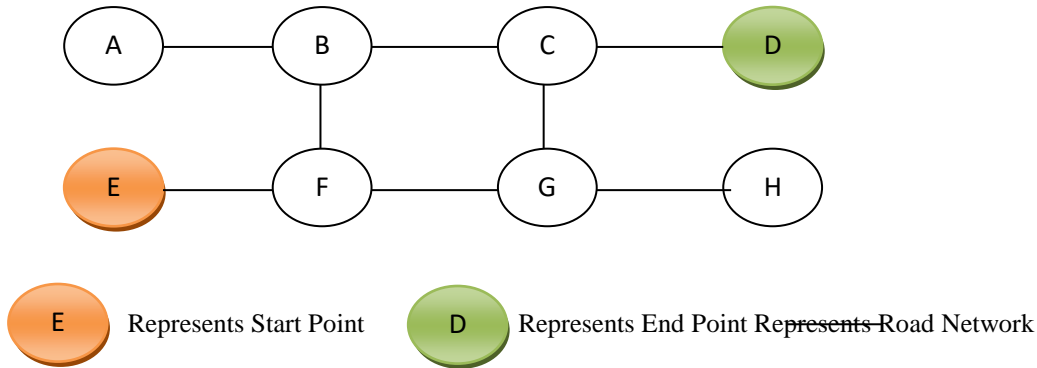 A B C D
E F G H
E Represents Start Point D Represents End Point Represents Road Network